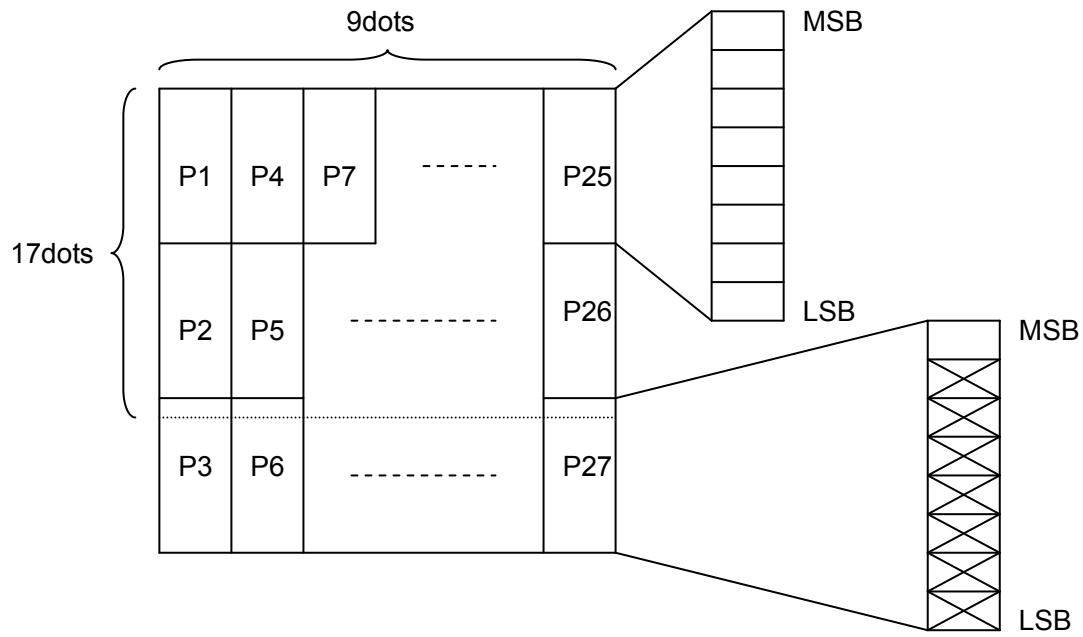 9dots
MSB
P1 P4 P7 P25
17dots
P2 P5 P26
LSB
MSB
P3 P6 P27
LSB